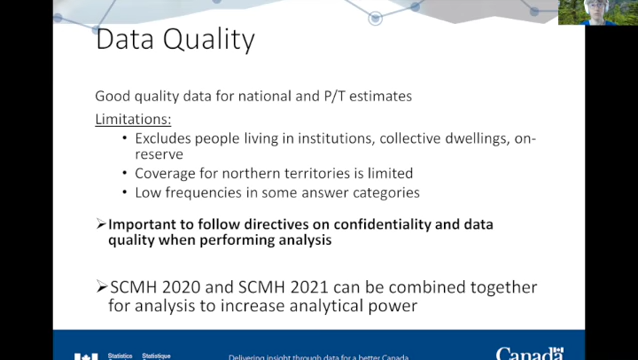 Data Quality
Good quality data for national and P/T estimates
Limitations:
• Excludes people living in institutions, collective dwellings, on-
reserve
• Coverage for northern territories is limited
• Low frequencies in some answer categories
➢Important to follow directives on confidentiality and data
quality when performing analysis
➢SCMH 2020 and SCMH 2021 can be combined together
for analysis to increase analytical power
Statistics Statistique
Delivering insight through data for a better Canada
Canada